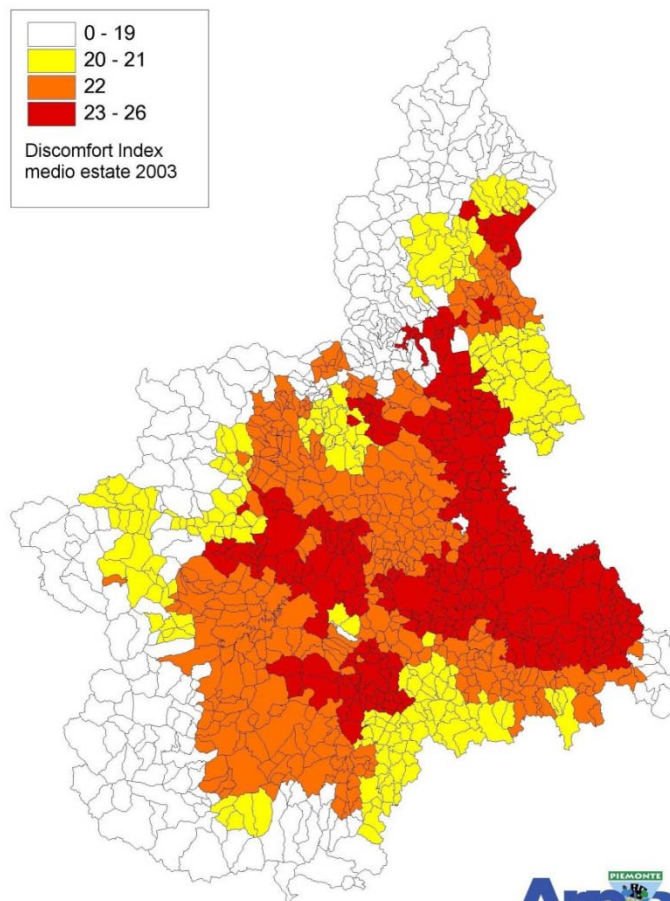 0 - 19
20 - 21
22
23 - 26
Discomfort Index
medio estate 2003
PIEMONTE